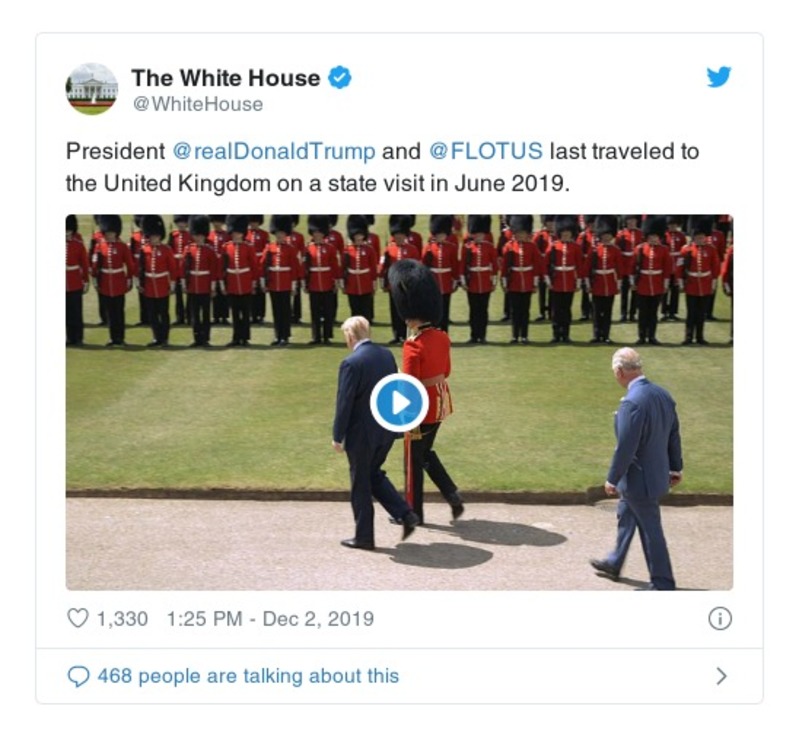 The White House
@WhiteHouse
President @realDonaldTrump and @FLOTUS last traveled to
the United Kingdom on a state visit in June 2019.
1,330 1:25 PM - Dec 2, 2019
468 people are talking about this